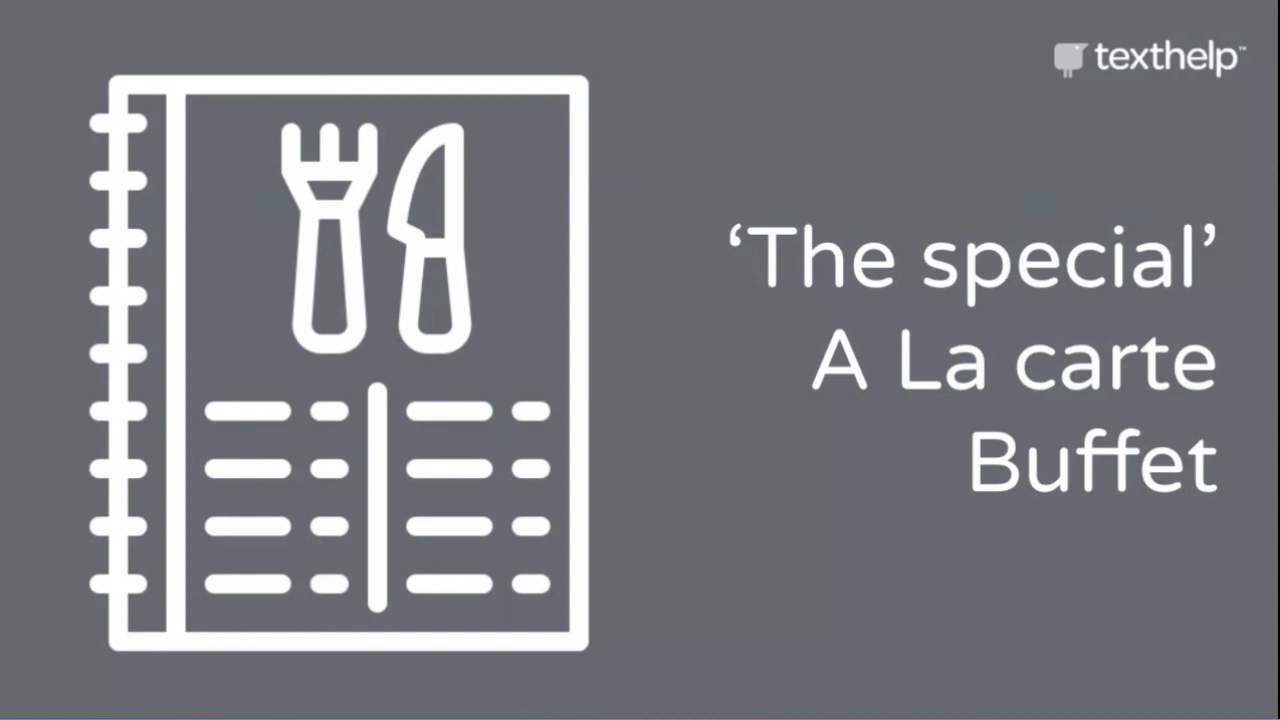 texthelp™
‘The special’
A La carte
Buffet